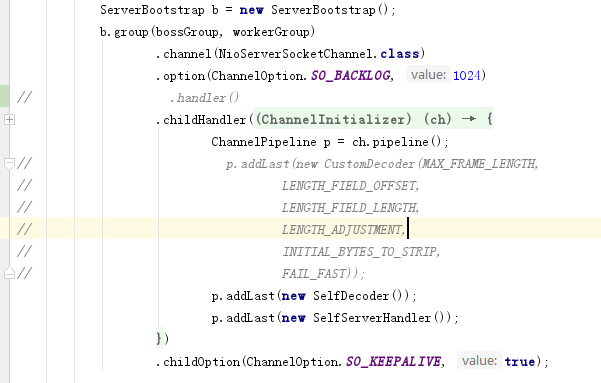 ServerBootstrap b = new ServerBootstrap();
b.group(bossGroup, workerGroup)
.channel(NioServerSocketChannel.class)
.option(ChannelOption.SO_BACKLOG, value: 1024)
// .handler()
.childHandler((ChannelInitializer) (ch) → {
ChannelPipeline p = ch.pipeline();
// p.addLast(new CustomDecoder(MAX_FRAME_LENGTH,
// LENGTH_FIELD_OFFSET,
// LENGTH_FIELD_LENGTH,
// LENGTH_ADJUSTMENT,
// INITIAL_BYTES_TO_STRIP,
// FAIL_FAST));
p.addLast(new SelfDecoder());
p.addLast(new SelfServerHandler());
})
.childOption(ChannelOption.SO_KEEPALIVE, value: true);